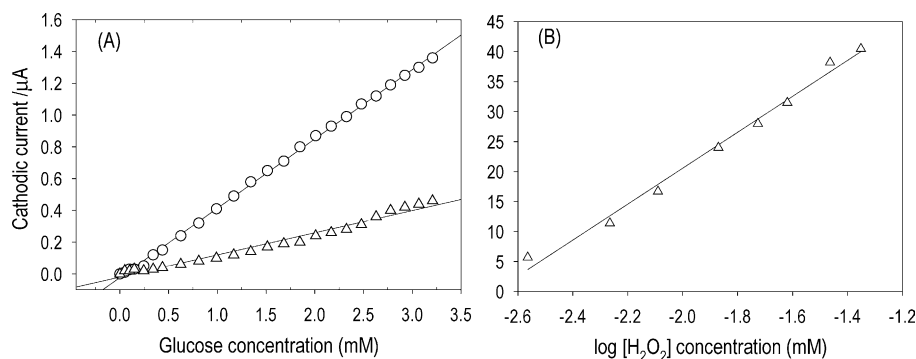 (A)
Cathodic current /μA
1.6
1.4
1.2
1.0
0.8
0.6
0.4
0.2
0.0
0.0 0.5 1.0 1.5 2.0 2.5 3.0 3.5
Glucose concentration (mM)
(B)
45
40
35
30
25
20
15
10
5
0
-2.6 -2.4 -2.2 -2.0 -1.8 -1.6 -1.4 -1.2
log [H₂O₂] concentration (mM)